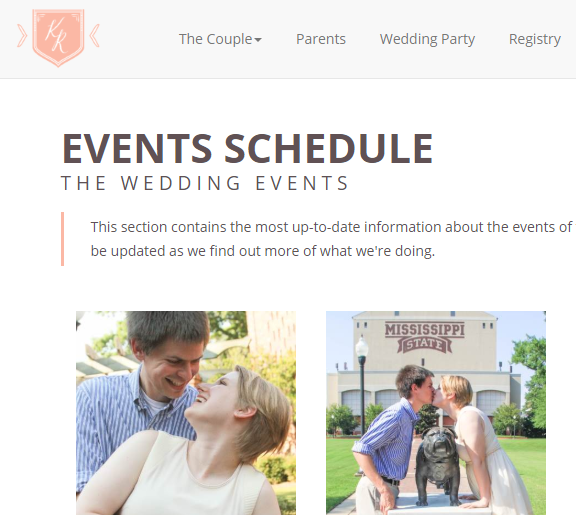 KR
The Couple
Parents
Wedding Party
Registry
EVENTS SCHEDULE
THE WEDDING EVENTS
This section contains the most up-to-date information about the events of
be updated as we find out more of what we're doing.
MISSISSIPPI
STATE